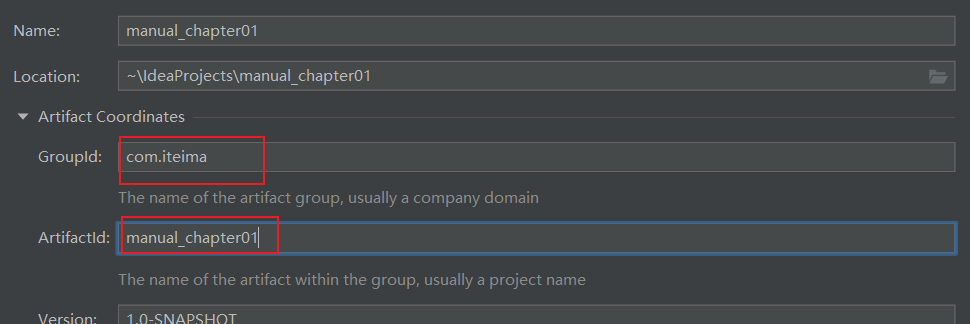 Name: manual_chapter01
Location: ~\IdeaProjects\manual_chapter01
Artifact Coordinates
GroupId: com.iteima
The name of the artifact group, usually a company domain
ArtifactId: manual_chapter01
The name of the artifact within the group, usually a project name
Version: 1.0-SNAPSHOT